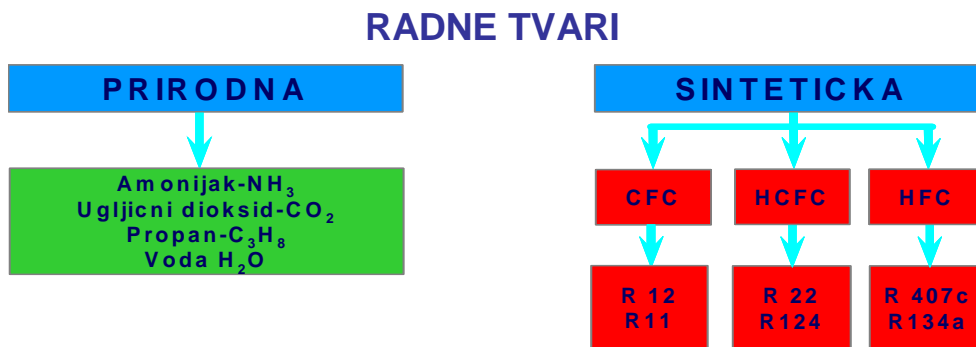 RADNE TVARI
PRIRODNA
SINTETICKA
Amonijak-NH₃
Ugljicni dioksid-CO₂
Propan-C₃H₈
Voda H₂O
CFC
HCFC
HFC
R 12
R11
R 22
R124
R 407c
R134a